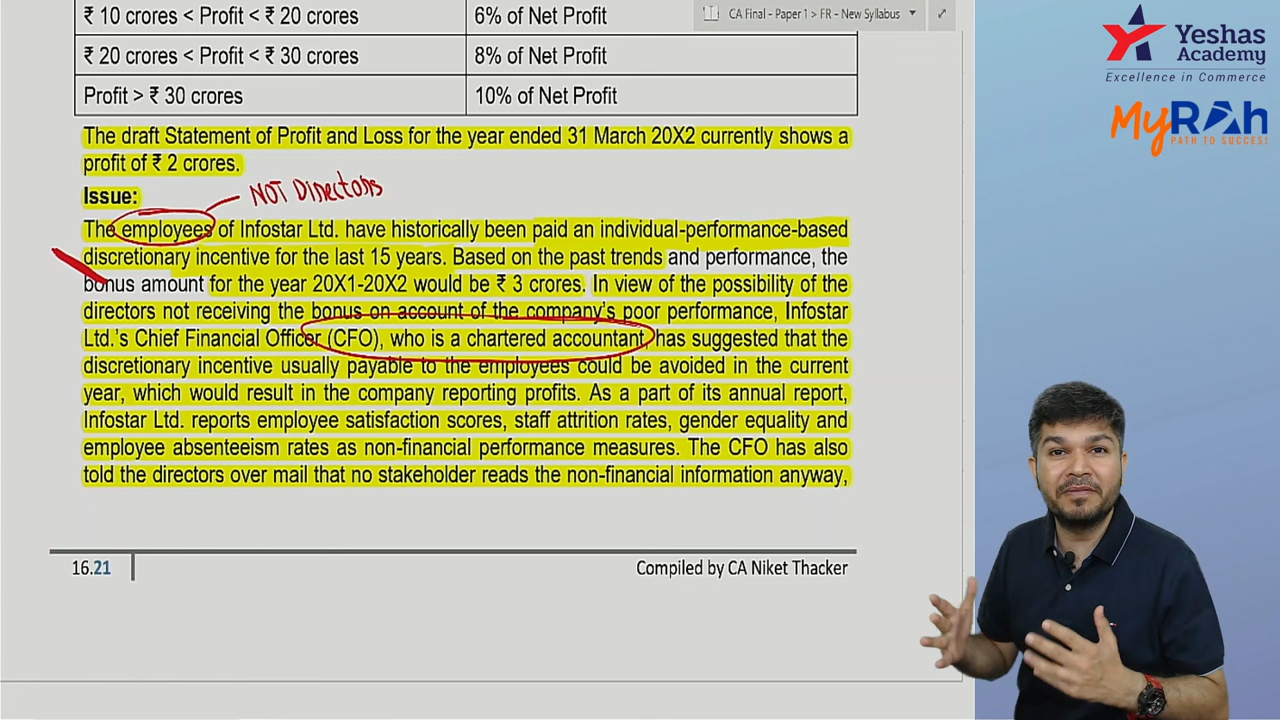 ₹ 10 crores < Profit < ₹ 20 crores 6% of Net Profit
₹ 20 crores < Profit < ₹ 30 crores 8% of Net Profit
Profit > ₹ 30 crores 10% of Net Profit
CA Final - Paper 1 > FR - New Syllabus
Yeshas
Academy
Excellence in Commerce
MyRAh
PATH TO SUCCESS!
The draft Statement of Profit and Loss for the year ended 31 March 20X2 currently shows a
profit of ₹ 2 crores.
NOT Directors
Issue:
The employees of Infostar Ltd. have historically been paid an individual-performance-based
discretionary incentive for the last 15 years. Based on the past trends and performance, the
bonus amount for the year 20X1-20X2 would be ₹ 3 crores. In view of the possibility of the
directors not receiving the bonus on account of the company's poor performance, Infostar
Ltd.'s Chief Financial Officer (CFO), who is a chartered accountant, has suggested that the
discretionary incentive usually payable to the employees could be avoided in the current
year, which would result in the company reporting profits. As a part of its annual report,
Infostar Ltd. reports employee satisfaction scores, staff attrition rates, gender equality and
employee absenteeism rates as non-financial performance measures. The CFO has also
told the directors over mail that no stakeholder reads the non-financial information anyway,
16.21
Compiled by CA Niket Thacker